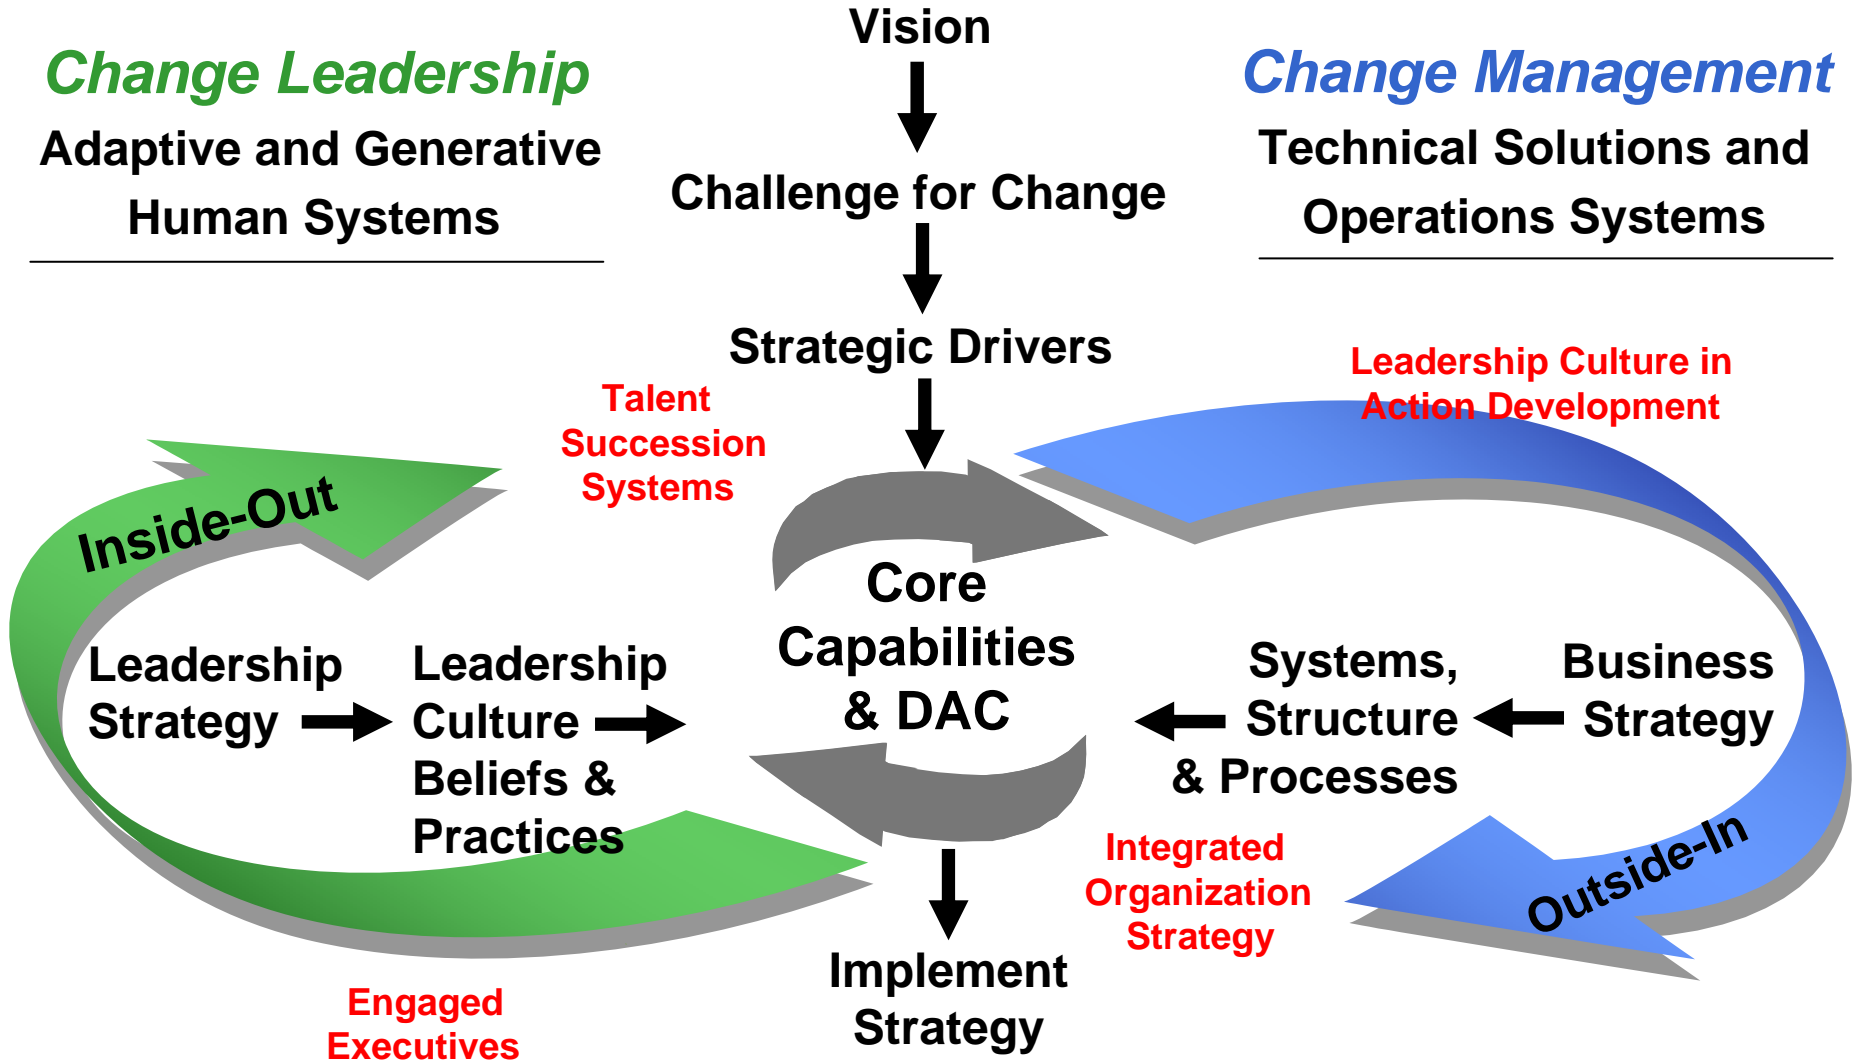 Vision
Change Leadership
Adaptive and Generative
Human Systems
Change Management
Technical Solutions and
Operations Systems
Challenge for Change
Strategic Drivers
Talent
Succession
Systems
Leadership Culture in
Action Development
Inside-Out
Leadership
Strategy
Leadership
Culture
Beliefs &
Practices
Core
Capabilities
& DAC
Systems,
Structure
& Processes
Business
Strategy
Outside-In
Integrated
Organization
Strategy
Engaged
Executives
Implement
Strategy